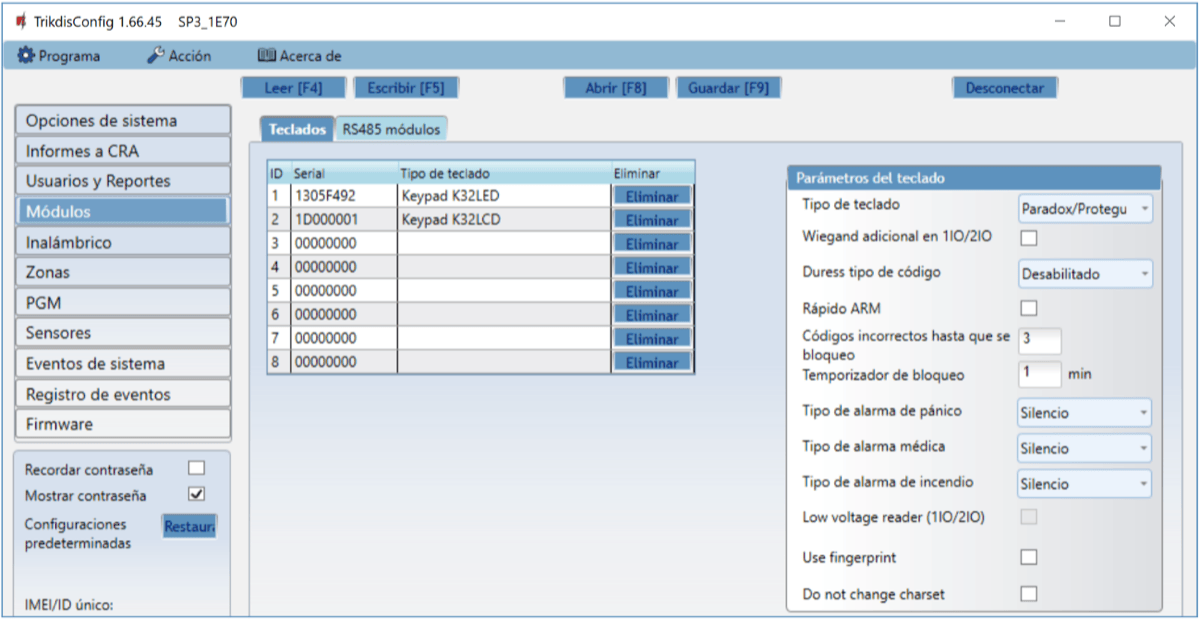 TrikdisConfig 1.66.45 SP3_1E70
Programa Acción Acerca de
Leer [F4] Escribir [F5] Abrir [F8] Guardar [F9] Desconectar
Opciones de sistema
Informes a CRA
Usuarios y Reportes
Módulos
Inalámbrico
Zonas
PGM
Sensores
Eventos de sistema
Registro de eventos
Firmware
Recordar contraseña
Mostrar contraseña
Configuraciones
predeterminadas
Restaura
IMEI/ID único:
Teclados RS485 módulos
ID Serial Tipo de teclado Eliminar
1 1305F492 Keypad K32LED Eliminar
2 1D000001 Keypad K32LCD Eliminar
3 00000000 Eliminar
4 00000000 Eliminar
5 00000000 Eliminar
6 00000000 Eliminar
7 00000000 Eliminar
8 00000000 Eliminar
Parámetros del teclado
Tipo de teclado Paradox/Protegu
Wiegand adicional en 1IO/2IO
Duress tipo de código Desabilitado
Rápido ARM
Códigos incorrectos hasta que se
bloqueo 3
Temporizador de bloqueo 1 min
Tipo de alarma de pánico Silencio
Tipo de alarma médica Silencio
Tipo de alarma de incendio Silencio
Low voltage reader (1IO/2IO)
Use fingerprint
Do not change charset